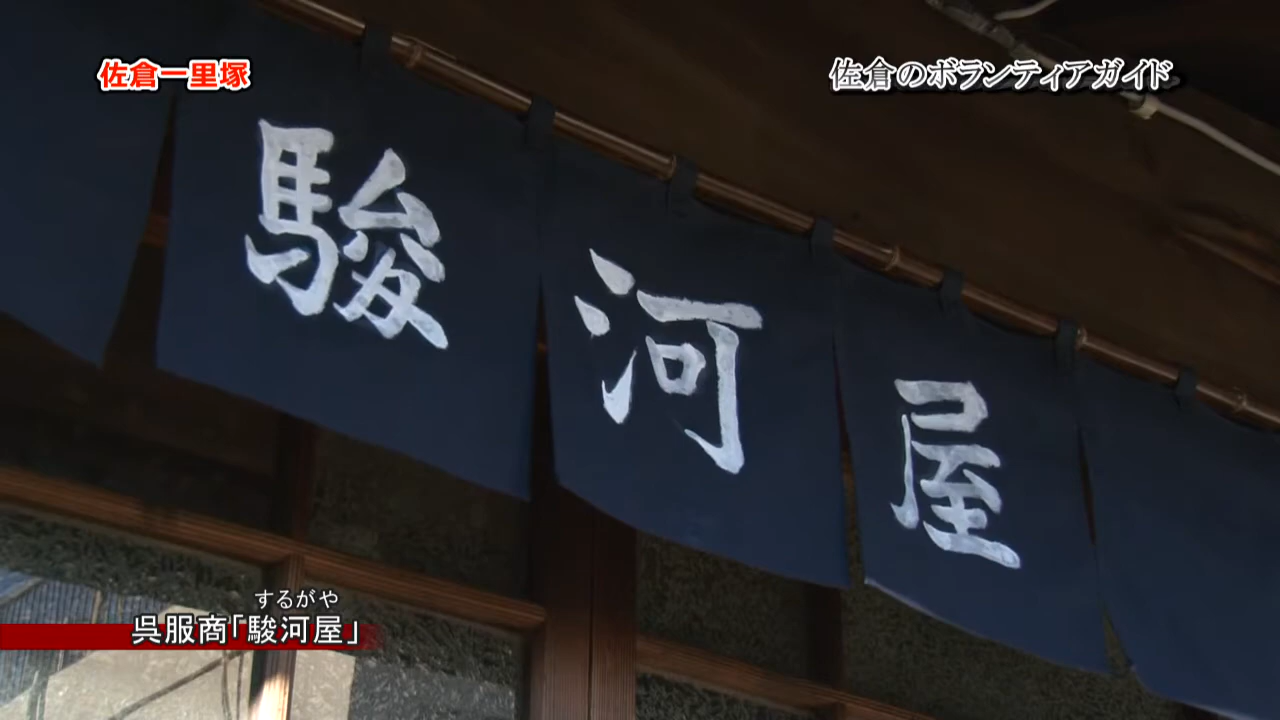 佐倉一里塚
佐倉のボランティアガイド
駿河屋
するがや
呉服商「駿河屋」